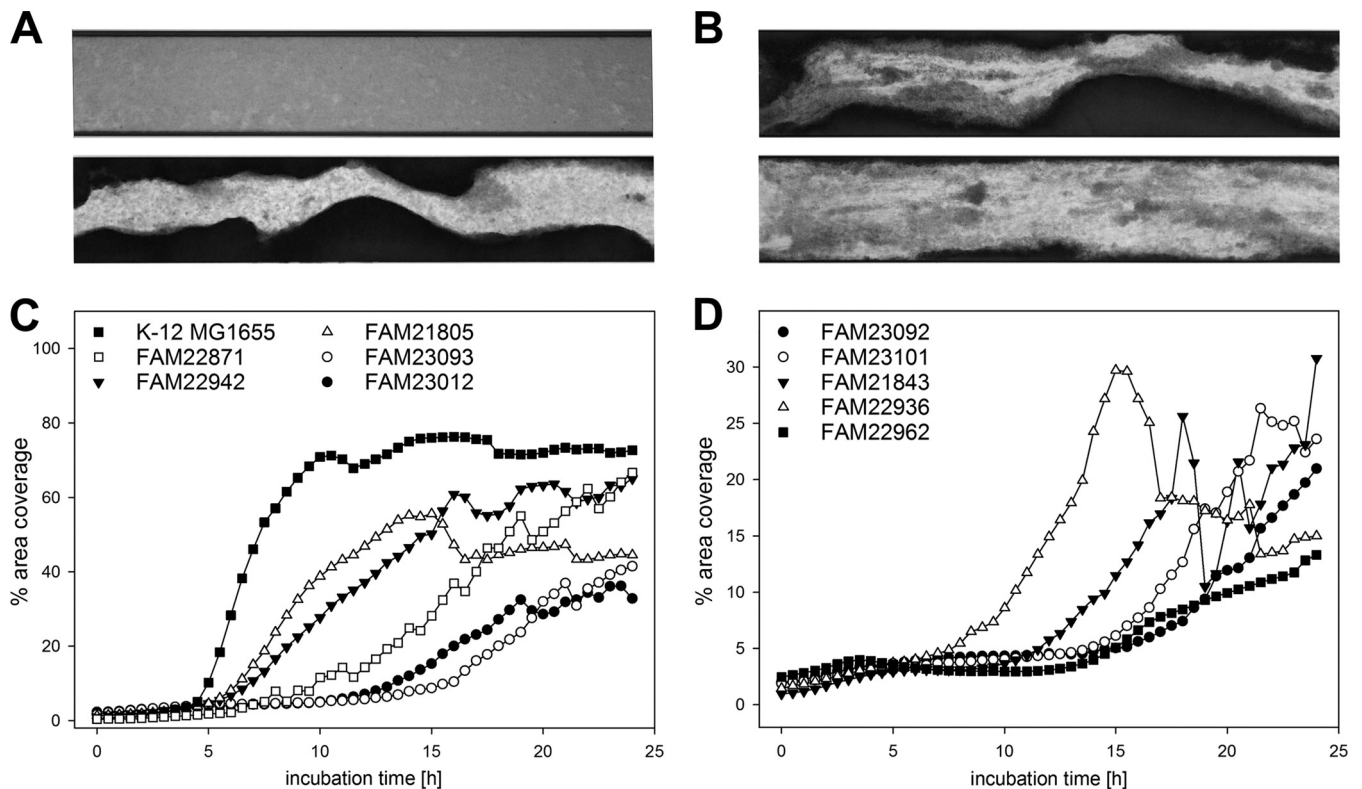 A
B
C
K-12 MG1655
FAM22871
FAM22942
FAM21805
FAM23093
FAM23012
100
80
60
40
20
0
% area coverage
0 5 10 15 20 25
incubation time [h]
D
FAM23092
FAM23101
FAM21843
FAM22936
FAM22962
30
25
20
15
10
5
0
% area coverage
0 5 10 15 20 25
incubation time [h]